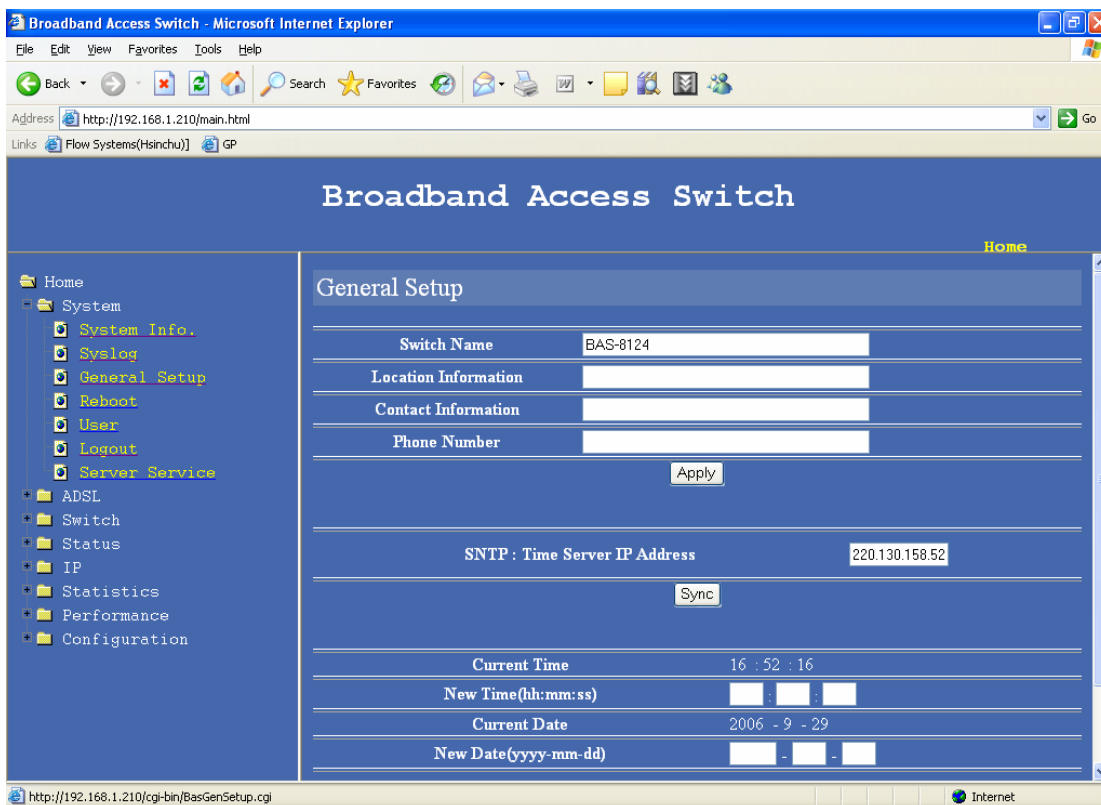 Broadband Access Switch - Microsoft Internet Explorer
File Edit View Favorites Tools Help
Back Search Favorites
Address http://192.168.1.210/main.html Go
Links Flow Systems(Hsinchu)] GP
Broadband Access Switch
Home
Home
System
System Info.
Syslog
General Setup
Reboot
User
Logout
Server Service
ADSL
Switch
Status
IP
Statistics
Performance
Configuration
General Setup
Switch Name BAS-8124
Location Information
Contact Information
Phone Number
Apply
SNTP : Time Server IP Address 220.130.158.52
Sync
Current Time 16 : 52 : 16
New Time(hh:mm:ss) : :
Current Date 2006 - 9 - 29
New Date(yyyy-mm-dd) - -
http://192.168.1.210/cgi-bin/BasGenSetup.cgi Internet